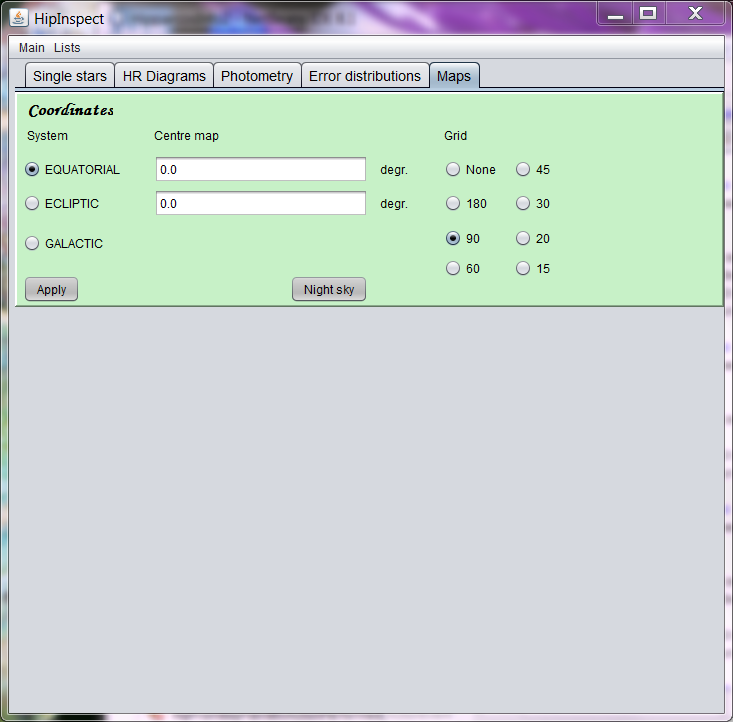 HipInspect
Main Lists
Single stars HR Diagrams Photometry Error distributions Maps
Coordinates
System Centre map Grid
EQUATORIAL 0.0 degr. None 45
ECLIPTIC 0.0 degr. 180 30
GALACTIC 90 20
60 15
Apply Night sky